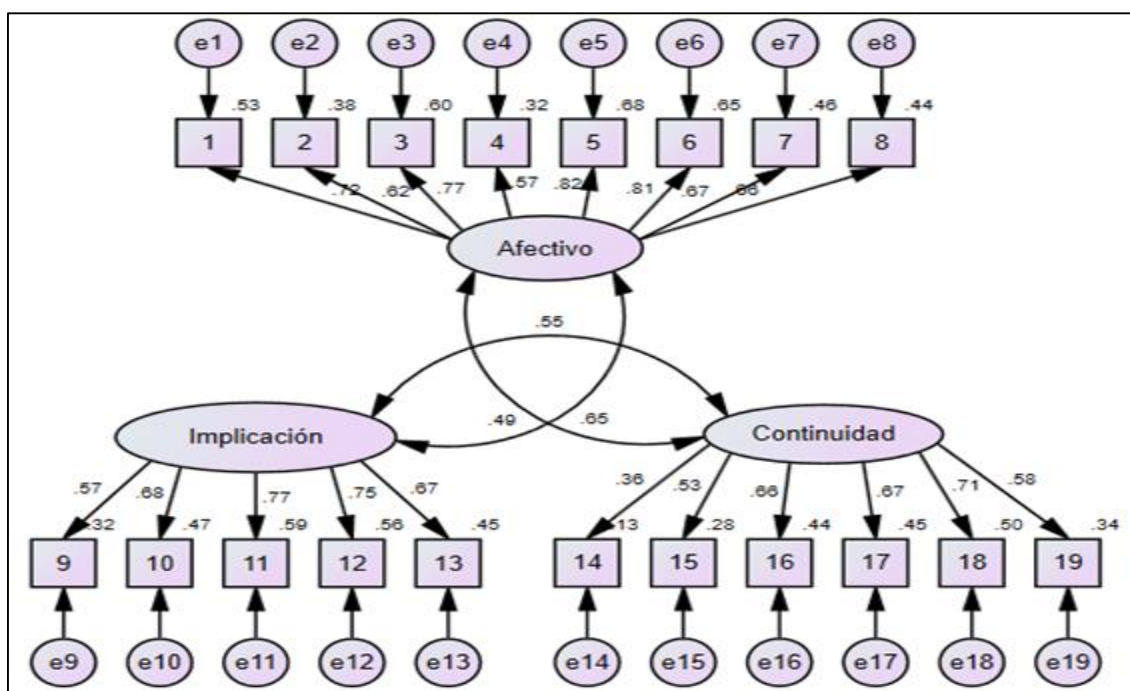 e1 e2 e3 e4 e5 e6 e7 e8
.53 .38 .60 .32 .68 .65 .46 .44
1 2 3 4 5 6 7 8
.72 .62 .77 .57 .82 .81 .67 .66
Afectivo
.55
.49 .65
Implicación Continuidad
.57 .68 .77 .75 .67 .36 .53 .66 .67 .71 .58
.32 .47 .59 .56 .45 .13 .28 .44 .45 .50 .34
9 10 11 12 13 14 15 16 17 18 19
e9 e10 e11 e12 e13 e14 e15 e16 e17 e18 e19